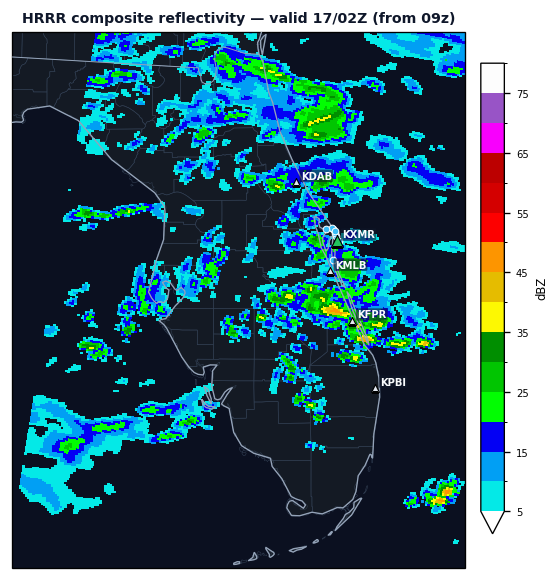 HRRR composite reflectivity — valid 17/02Z (from 09z)
75
65
55
45
35
25
15
5
dBZ
KDAB
KXMR
KMLB
KFPR
KPBI